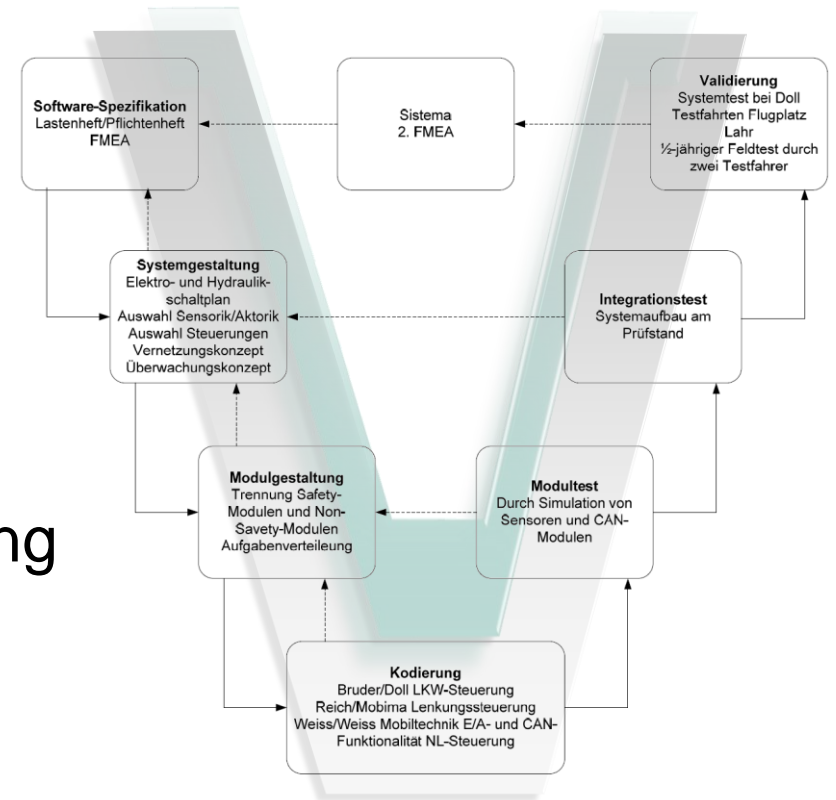 Software-Spezifikation
Lastenheft/Pflichtenheft
FMEA
Sistema
2. FMEA
Validierung
Systemtest bei Doll
Testfahrten Flugplatz
Lahr
½-jähriger Feldtest durch
zwei Testfahrer
Systemgestaltung
Elektro- und Hydraulik-
schaltplan
Auswahl Sensorik/Aktorik
Auswahl Steuerungen
Vernetzungskonzept
Überwachungskonzept
Integrationstest
Systemaufbau am
Prüfstand
Modulgestaltung
Trennung Safety-
Modulen und Non-
Savety-Modulen
Aufgabenverteileung
Modultest
Durch Simulation von
Sensoren und CAN-
Modulen
ng
Kodierung
Bruder/Doll LKW-Steuerung
Reich/Mobima Lenkungssteuerung
Weiss/Weiss Mobiltechnik E/A- und CAN-
Funktionalität NL-Steuerung